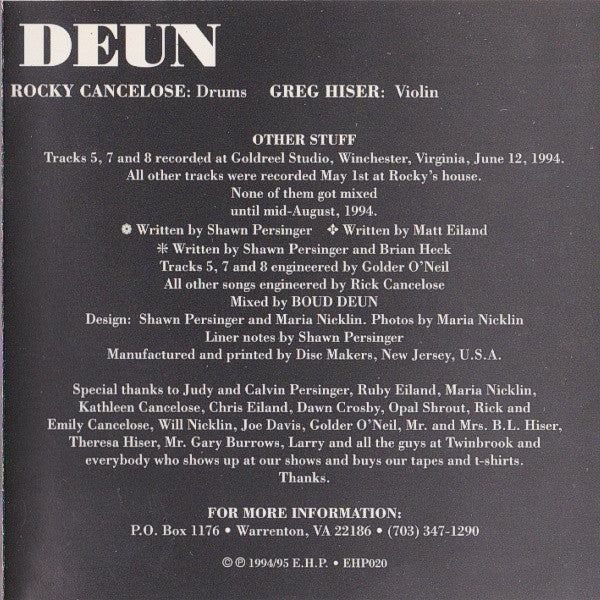 DEUN
ROCKY CANCELOSE: Drums GREG HISER: Violin
OTHER STUFF
Tracks 5, 7 and 8 recorded at Goldreel Studio, Winchester, Virginia, June 12, 1994.
All other tracks were recorded May 1st at Rocky's house.
None of them got mixed
until mid-August, 1994.
❁ Written by Shawn Persinger ✤ Written by Matt Eiland
❊ Written by Shawn Persinger and Brian Heck
Tracks 5, 7 and 8 engineered by Golder O'Neil
All other songs engineered by Rick Cancelose
Mixed by BOUD DEUN
Design: Shawn Persinger and Maria Nicklin. Photos by Maria Nicklin
Liner notes by Shawn Persinger
Manufactured and printed by Disc Makers, New Jersey, U.S.A.
Special thanks to Judy and Calvin Persinger, Ruby Eiland, Maria Nicklin,
Kathleen Cancelose, Chris Eiland, Dawn Crosby, Opal Shrout, Rick and
Emily Cancelose, Will Nicklin, Joe Davis, Golder O'Neil, Mr. and Mrs. B.L. Hiser,
Theresa Hiser, Mr. Gary Burrows, Larry and all the guys at Twinbrook and
everybody who shows up at our shows and buys our tapes and t-shirts.
Thanks.
FOR MORE INFORMATION:
P.O. Box 1176 • Warrenton, VA 22186 • (703) 347-1290
© ℗ 1994/95 E.H.P. • EHP020